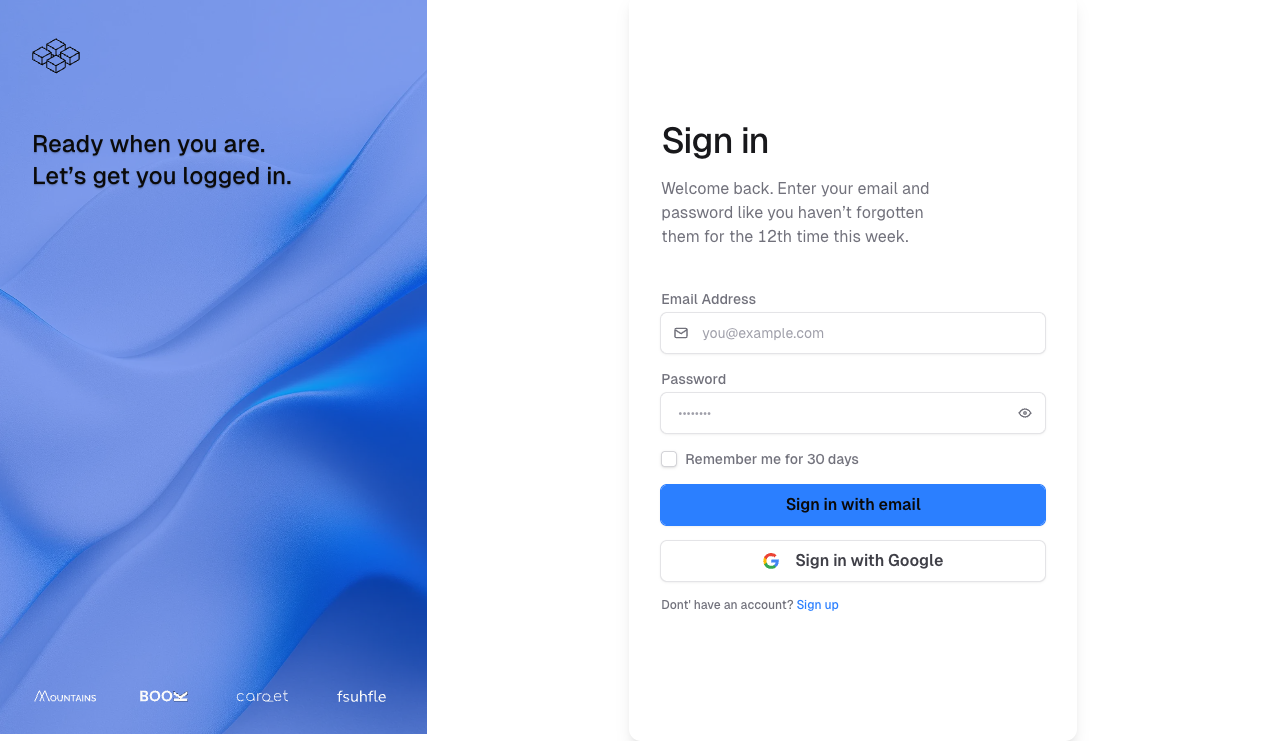 Ready when you are.
Let’s get you logged in.
MOUNTAINS
BOOK
fsuhfle
Sign in
Welcome back. Enter your email and
password like you haven’t forgotten
them for the 12th time this week.
Email Address
you@example.com
Password
••••••••
Remember me for 30 days
Sign in with email
Sign in with Google
Dont' have an account? Sign up